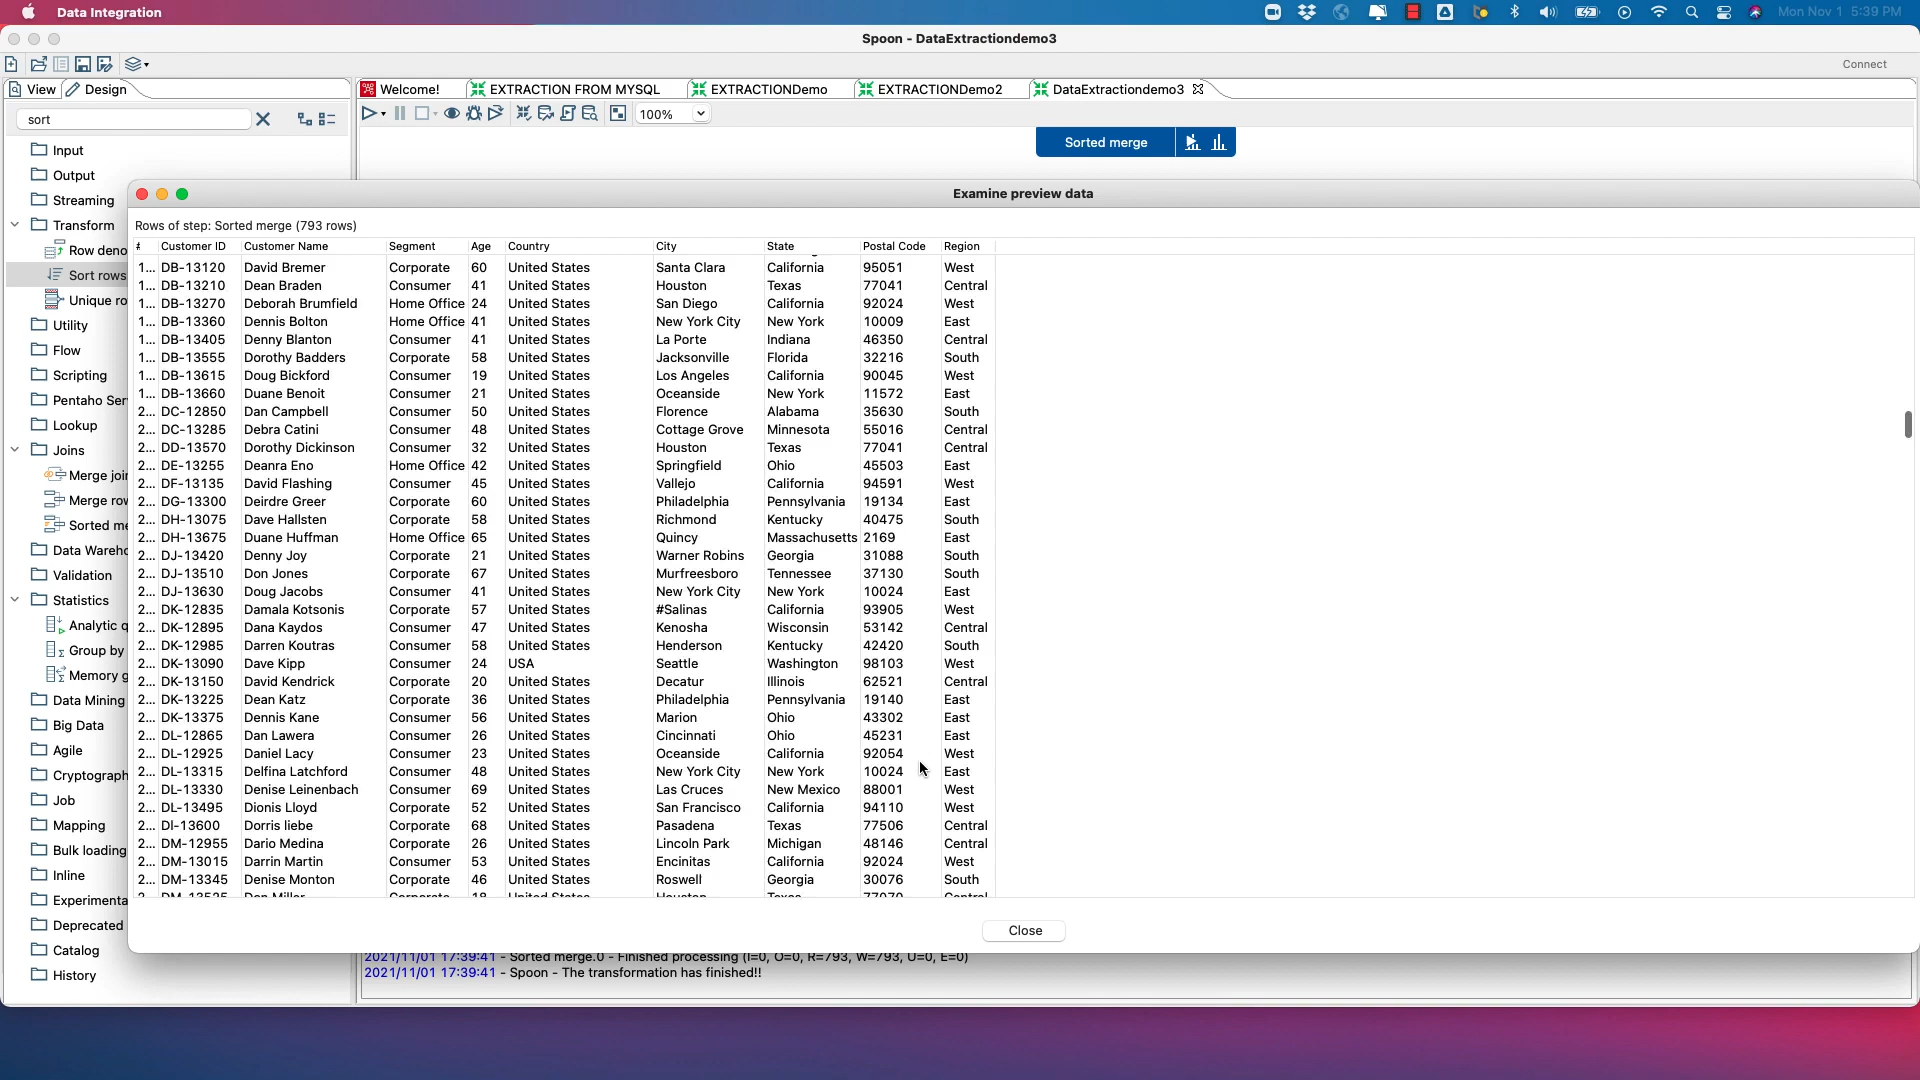 Data Integration
Mon Nov 1 5:39 PM
Spoon - DataExtractiondemo3
Connect
View Design
Welcome! EXTRACTION FROM MYSQL EXTRACTIONDemo EXTRACTIONDemo2 DataExtractiondemo3
sort
100%
Sorted merge
Input
Output
Streaming
Transform
Row deno
Sort rows
Unique ro
Utility
Flow
Scripting
Pentaho Ser
Lookup
Joins
Merge joi
Merge row
Sorted me
Data Wareho
Validation
Statistics
Analytic q
Group by
Memory g
Data Mining
Big Data
Agile
Cryptograph
Job
Mapping
Bulk loading
Inline
Experimenta
Deprecated
Catalog
History
Examine preview data
Rows of step: Sorted merge (793 rows)
# Customer ID Customer Name Segment Age Country City State Postal Code Region
1... DB-13120 David Bremer Corporate 60 United States Santa Clara California 95051 West
1... DB-13210 Dean Braden Consumer 41 United States Houston Texas 77041 Central
1... DB-13270 Deborah Brumfield Home Office 24 United States San Diego California 92024 West
1... DB-13360 Dennis Bolton Home Office 41 United States New York City New York 10009 East
1... DB-13405 Denny Blanton Consumer 41 United States La Porte Indiana 46350 Central
1... DB-13555 Dorothy Badders Corporate 58 United States Jacksonville Florida 32216 South
1... DB-13615 Doug Bickford Consumer 19 United States Los Angeles California 90045 West
1... DB-13660 Duane Benoit Consumer 21 United States Oceanside New York 11572 East
2... DC-12850 Dan Campbell Consumer 50 United States Florence Alabama 35630 South
2... DC-13285 Debra Catini Consumer 48 United States Cottage Grove Minnesota 55016 Central
2... DD-13570 Dorothy Dickinson Consumer 32 United States Houston Texas 77041 Central
2... DE-13255 Deanra Eno Home Office 42 United States Springfield Ohio 45503 East
2... DF-13135 David Flashing Consumer 45 United States Vallejo California 94591 West
2... DG-13300 Deirdre Greer Corporate 60 United States Philadelphia Pennsylvania 19134 East
2... DH-13075 Dave Hallsten Corporate 58 United States Richmond Kentucky 40475 South
2... DH-13675 Duane Huffman Home Office 65 United States Quincy Massachusetts 2169 East
2... DJ-13420 Denny Joy Corporate 21 United States Warner Robins Georgia 31088 South
2... DJ-13510 Don Jones Corporate 67 United States Murfreesboro Tennessee 37130 South
2... DJ-13630 Doug Jacobs Consumer 41 United States New York City New York 10024 East
2... DK-12835 Damala Kotsonis Corporate 57 United States #Salinas California 93905 West
2... DK-12895 Dana Kaydos Consumer 47 United States Kenosha Wisconsin 53142 Central
2... DK-12985 Darren Koutras Consumer 58 United States Henderson Kentucky 42420 South
2... DK-13090 Dave Kipp Consumer 24 USA Seattle Washington 98103 West
2... DK-13150 David Kendrick Corporate 20 United States Decatur Illinois 62521 Central
2... DK-13225 Dean Katz Corporate 36 United States Philadelphia Pennsylvania 19140 East
2... DK-13375 Dennis Kane Consumer 56 United States Marion Ohio 43302 East
2... DL-12865 Dan Lawera Consumer 26 United States Cincinnati Ohio 45231 East
2... DL-12925 Daniel Lacy Consumer 23 United States Oceanside California 92054 West
2... DL-13315 Delfina Latchford Consumer 48 United States New York City New York 10024 East
2... DL-13330 Denise Leinenbach Consumer 69 United States Las Cruces New Mexico 88001 West
2... DL-13495 Dionis Lloyd Corporate 52 United States San Francisco California 94110 West
2... Dl-13600 Dorris liebe Corporate 68 United States Pasadena Texas 77506 Central
2... DM-12955 Dario Medina Corporate 26 United States Lincoln Park Michigan 48146 Central
2... DM-13015 Darrin Martin Consumer 53 United States Encinitas California 92024 West
2... DM-13345 Denise Monton Corporate 46 United States Roswell Georgia 30076 South
Close
2021/11/01 17:39:41 - Sorted merge.0 - Finished processing (I=0, O=0, R=793, W=793, U=0, E=0)
2021/11/01 17:39:41 - Spoon - The transformation has finished!!